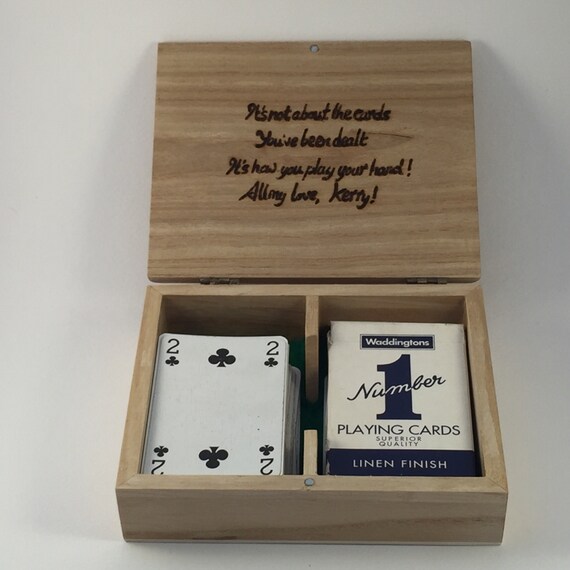 It's not about the cards
You've been dealt
It's how you play your hand!
All my love, Kerry!
2 2
2 2
Waddingtons
Number 1
PLAYING CARDS
SUPERIOR
QUALITY
LINEN FINISH